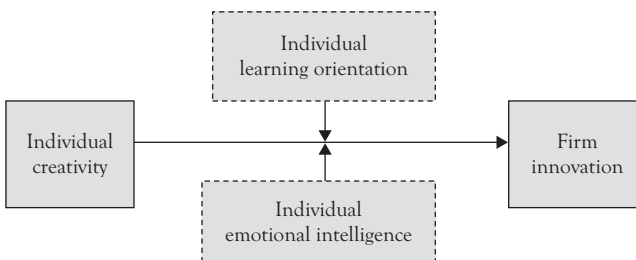 Individual
learning orientation
Individual
creativity
Firm
innovation
Individual
emotional intelligence